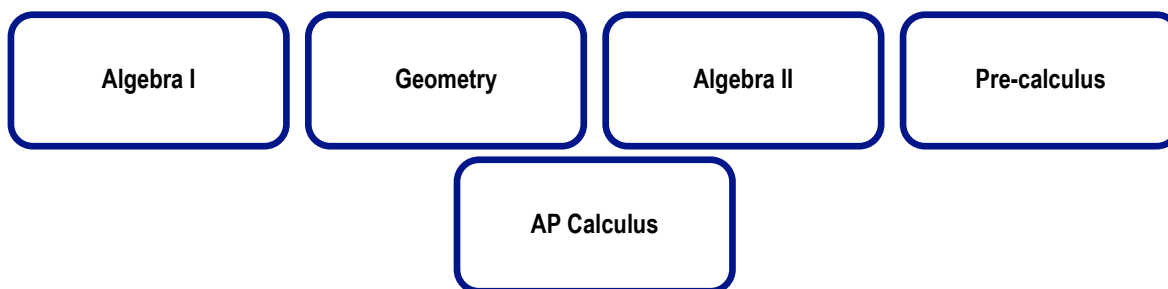 Algebra I
Geometry
Algebra II
Pre-calculus
AP Calculus